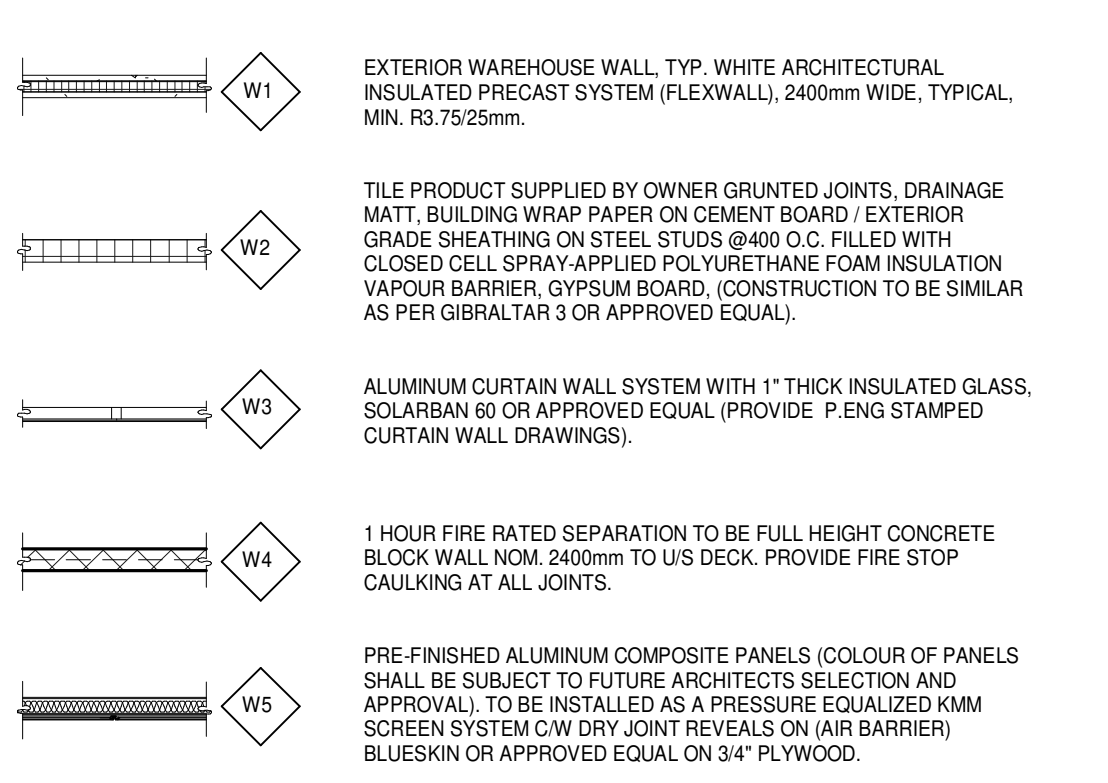 W1
EXTERIOR WAREHOUSE WALL, TYP. WHITE ARCHITECTURAL
INSULATED PRECAST SYSTEM (FLEXWALL), 2400mm WIDE, TYPICAL,
MIN. R3.75/25mm.
W2
TILE PRODUCT SUPPLIED BY OWNER GRUNTED JOINTS, DRAINAGE
MATT, BUILDING WRAP PAPER ON CEMENT BOARD / EXTERIOR
GRADE SHEATHING ON STEEL STUDS @400 O.C. FILLED WITH
CLOSED CELL SPRAY-APPLIED POLYURETHANE FOAM INSULATION
VAPOUR BARRIER, GYPSUM BOARD, (CONSTRUCTION TO BE SIMILAR
AS PER GIBRALTAR 3 OR APPROVED EQUAL).
W3
ALUMINUM CURTAIN WALL SYSTEM WITH 1" THICK INSULATED GLASS,
SOLARBAN 60 OR APPROVED EQUAL (PROVIDE P.ENG STAMPED
CURTAIN WALL DRAWINGS).
W4
1 HOUR FIRE RATED SEPARATION TO BE FULL HEIGHT CONCRETE
BLOCK WALL NOM. 2400mm TO U/S DECK. PROVIDE FIRE STOP
CAULKING AT ALL JOINTS.
W5
PRE-FINISHED ALUMINUM COMPOSITE PANELS (COLOUR OF PANELS
SHALL BE SUBJECT TO FUTURE ARCHITECTS SELECTION AND
APPROVAL). TO BE INSTALLED AS A PRESSURE EQUALIZED KMM
SCREEN SYSTEM C/W DRY JOINT REVEALS ON (AIR BARRIER)
BLUESKIN OR APPROVED EQUAL ON 3/4" PLYWOOD.